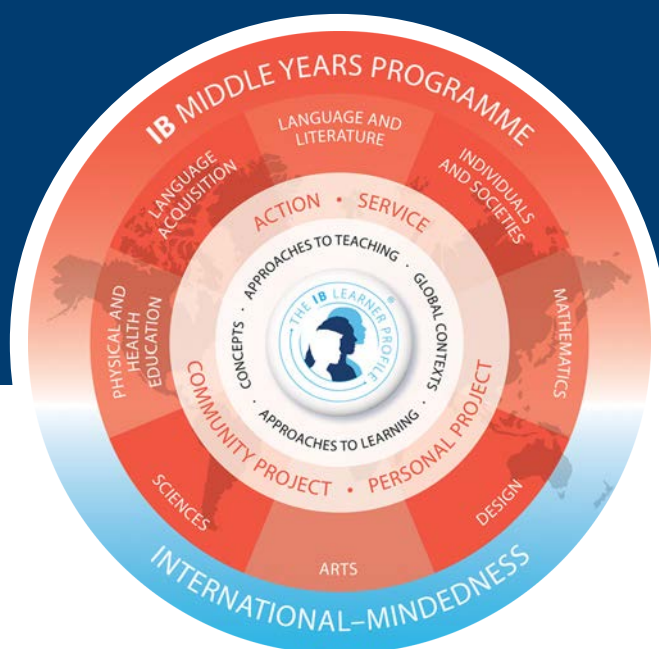 IB MIDDLE YEARS PROGRAMME
LANGUAGE AND
LITERATURE
LANGUAGE
ACQUISITION
INDIVIDUALS
AND SOCIETIES
PHYSICAL AND
HEALTH
EDUCATION
MATHEMATICS
SCIENCES
DESIGN
ARTS
ACTION • SERVICE
COMMUNITY PROJECT • PERSONAL PROJECT
APPROACHES TO TEACHING
· GLOBAL CONTEXTS ·
APPROACHES TO LEARNING
· CONCEPTS ·
• THE IB LEARNER PROFILE • ®
INTERNATIONAL–MINDEDNESS